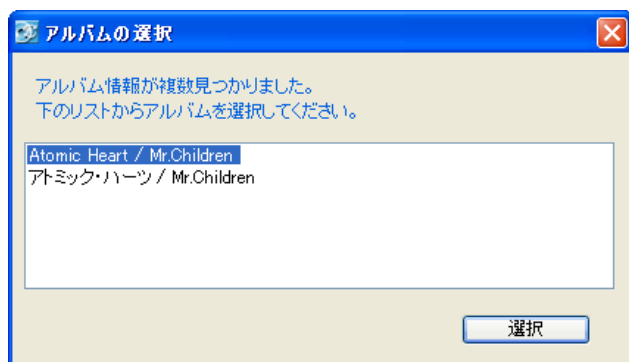 アルバムの選択
アルバム情報が複数見つかりました。
下のリストからアルバムを選択してください。
Atomic Heart / Mr.Children
アトミック・ハーツ / Mr.Children
選択